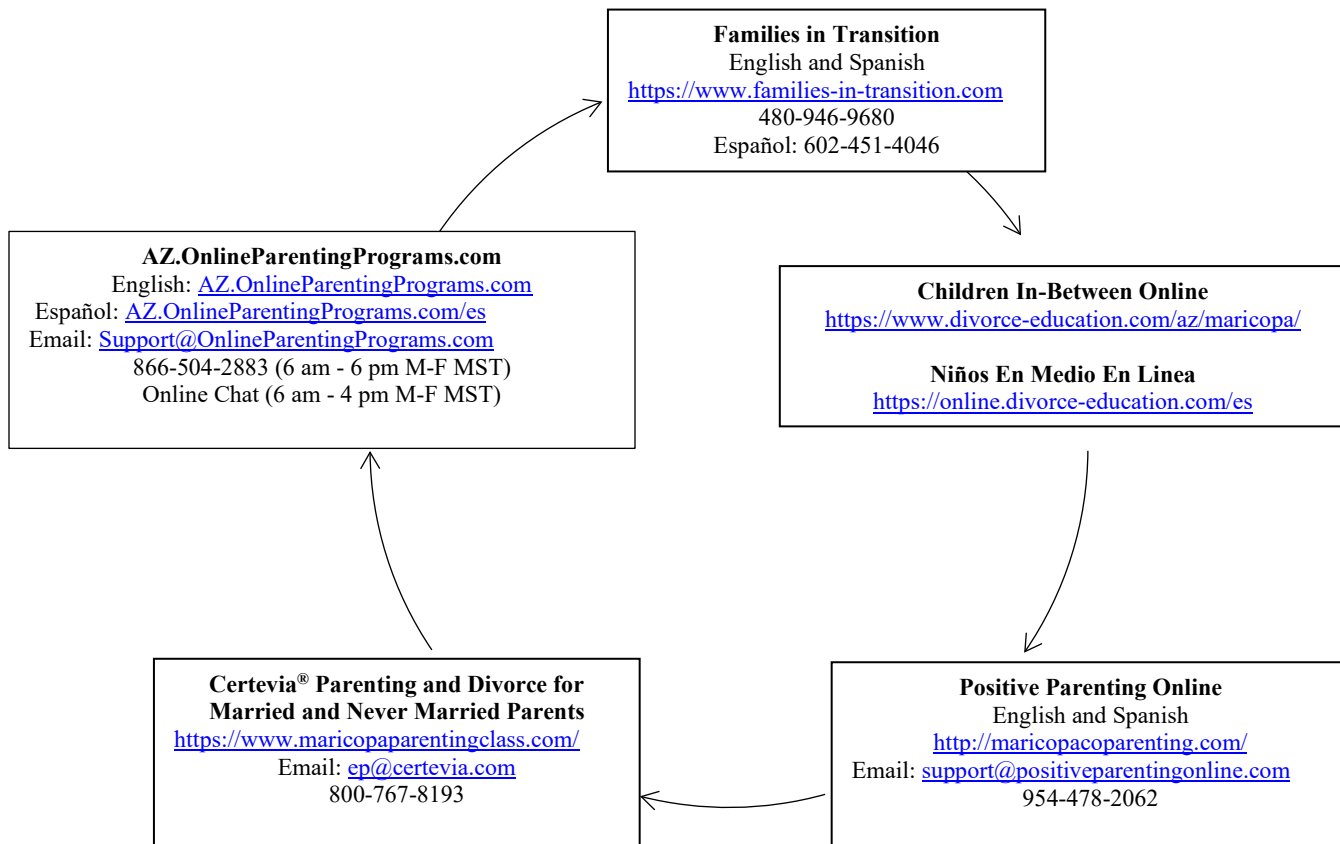 Families in Transition
English and Spanish
https://www.families-in-transition.com
480-946-9680
Español: 602-451-4046
Children In-Between Online
https://www.divorce-education.com/az/maricopa/
Niños En Medio En Linea
https://online.divorce-education.com/es
Positive Parenting Online
English and Spanish
http://maricopacoparenting.com/
Email: support@positiveparentingonline.com
954-478-2062
Certevia® Parenting and Divorce for
Married and Never Married Parents
https://www.maricopaparentingclass.com/
Email: ep@certevia.com
800-767-8193
AZ.OnlineParentingPrograms.com
English: AZ.OnlineParentingPrograms.com
Español: AZ.OnlineParentingPrograms.com/es
Email: Support@OnlineParentingPrograms.com
866-504-2883 (6 am - 6 pm M-F MST)
Online Chat (6 am - 4 pm M-F MST)